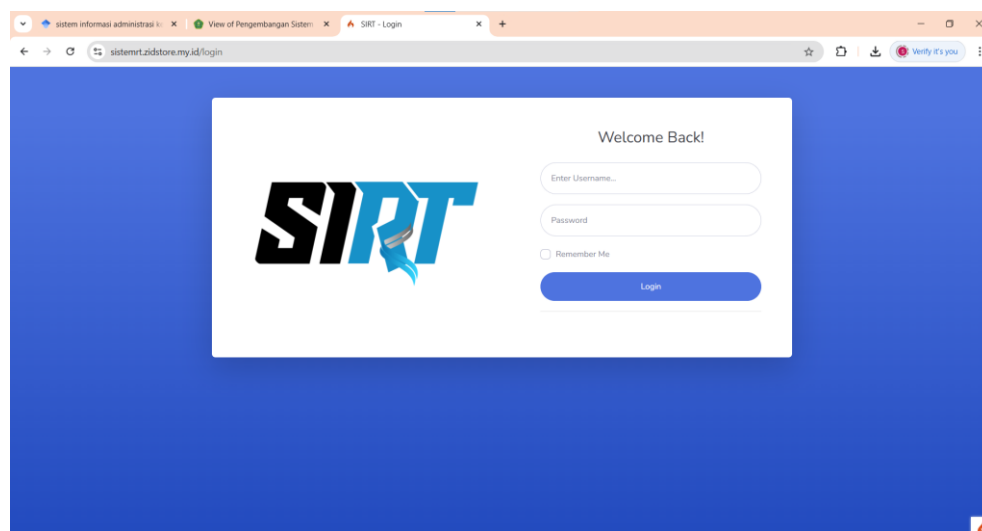 sistem informasi administrasi k
View of Pengembangan Sistem
SIRT - Login
sistemrt.zidstore.my.id/login
Verify it's you
SIRT
Welcome Back!
Enter Username...
Password
Remember Me
Login